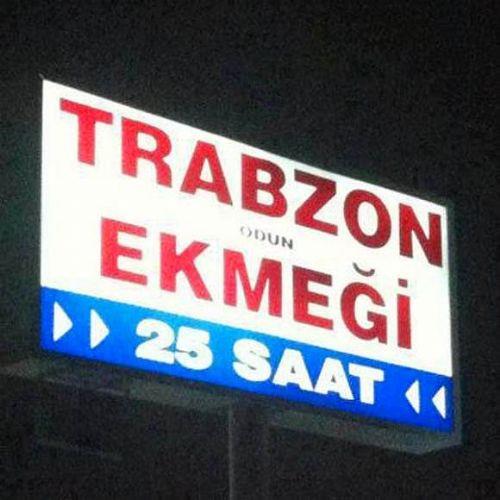 TRABZON
ODUN
EKMEĞİ
25 SAAT